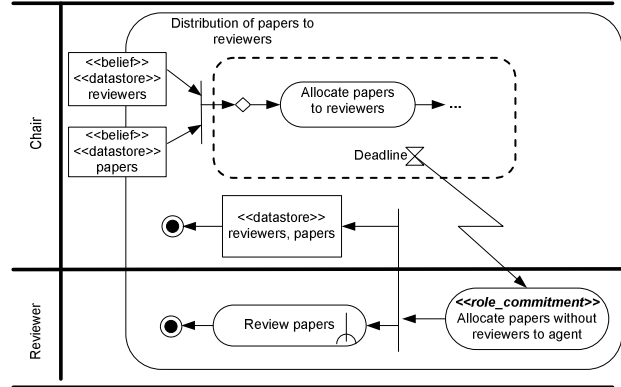 Distribution of papers to
reviewers
Chair
<<belief>>
<<datastore>>
reviewers
<<belief>>
<<datastore>>
papers
Allocate papers
to reviewers
...
Deadline
<<datastore>>
reviewers, papers
Reviewer
Review papers
<<role_commitment>>
Allocate papers without
reviewers to agent